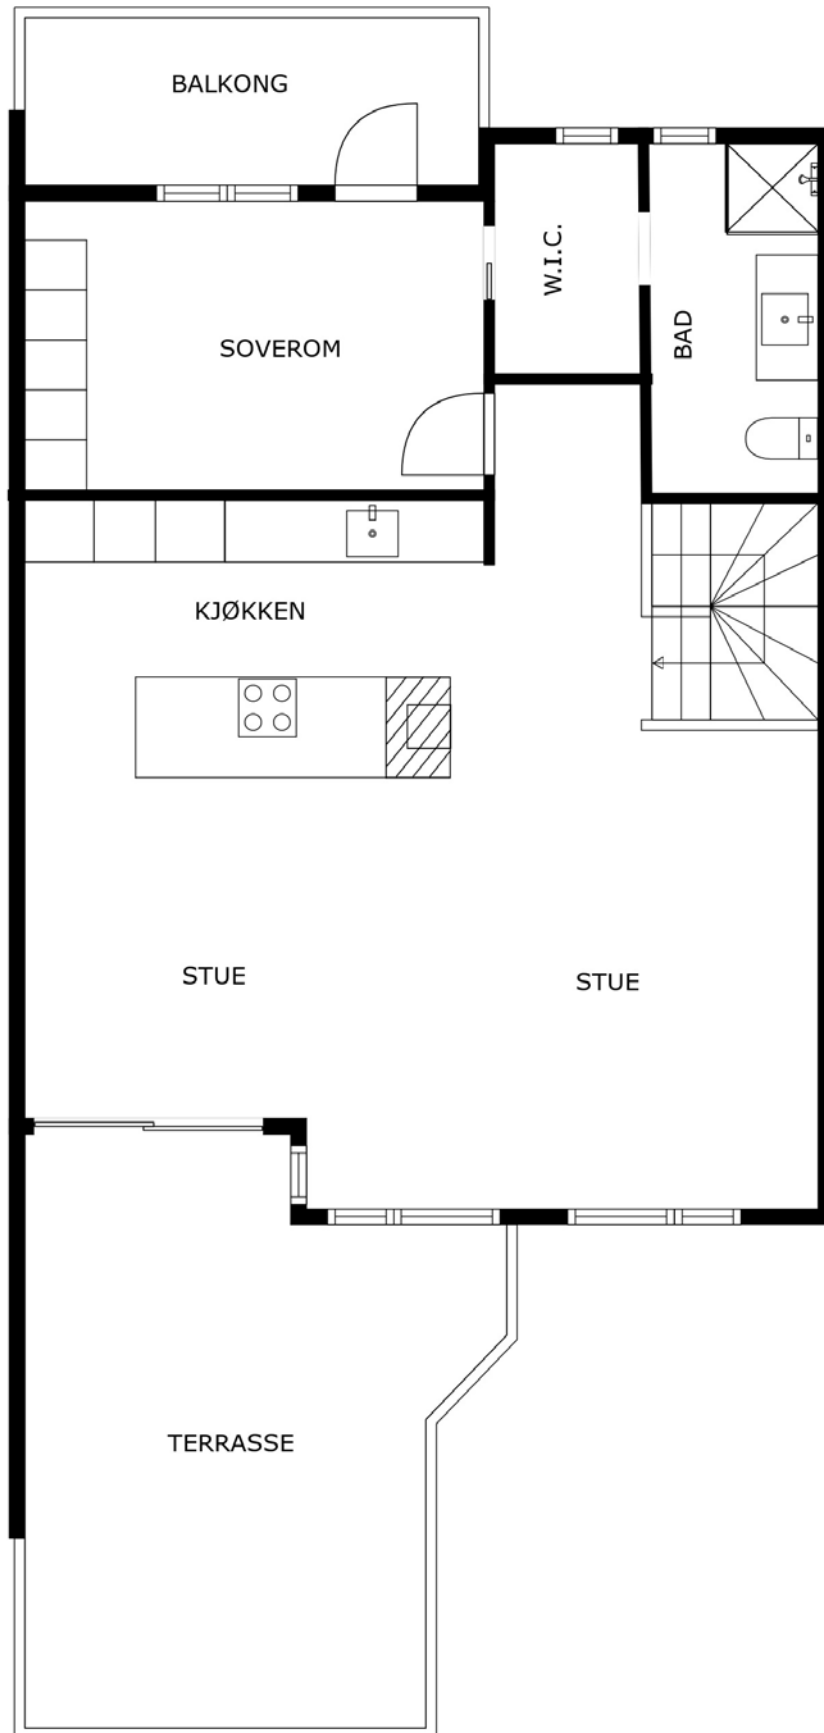 BALKONG
W.I.C.
BAD
SOVEROM
KJØKKEN
STUE
STUE
TERRASSE